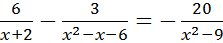 6/(x+2) − 3/(x²−x−6) = − 20/(x²−9)